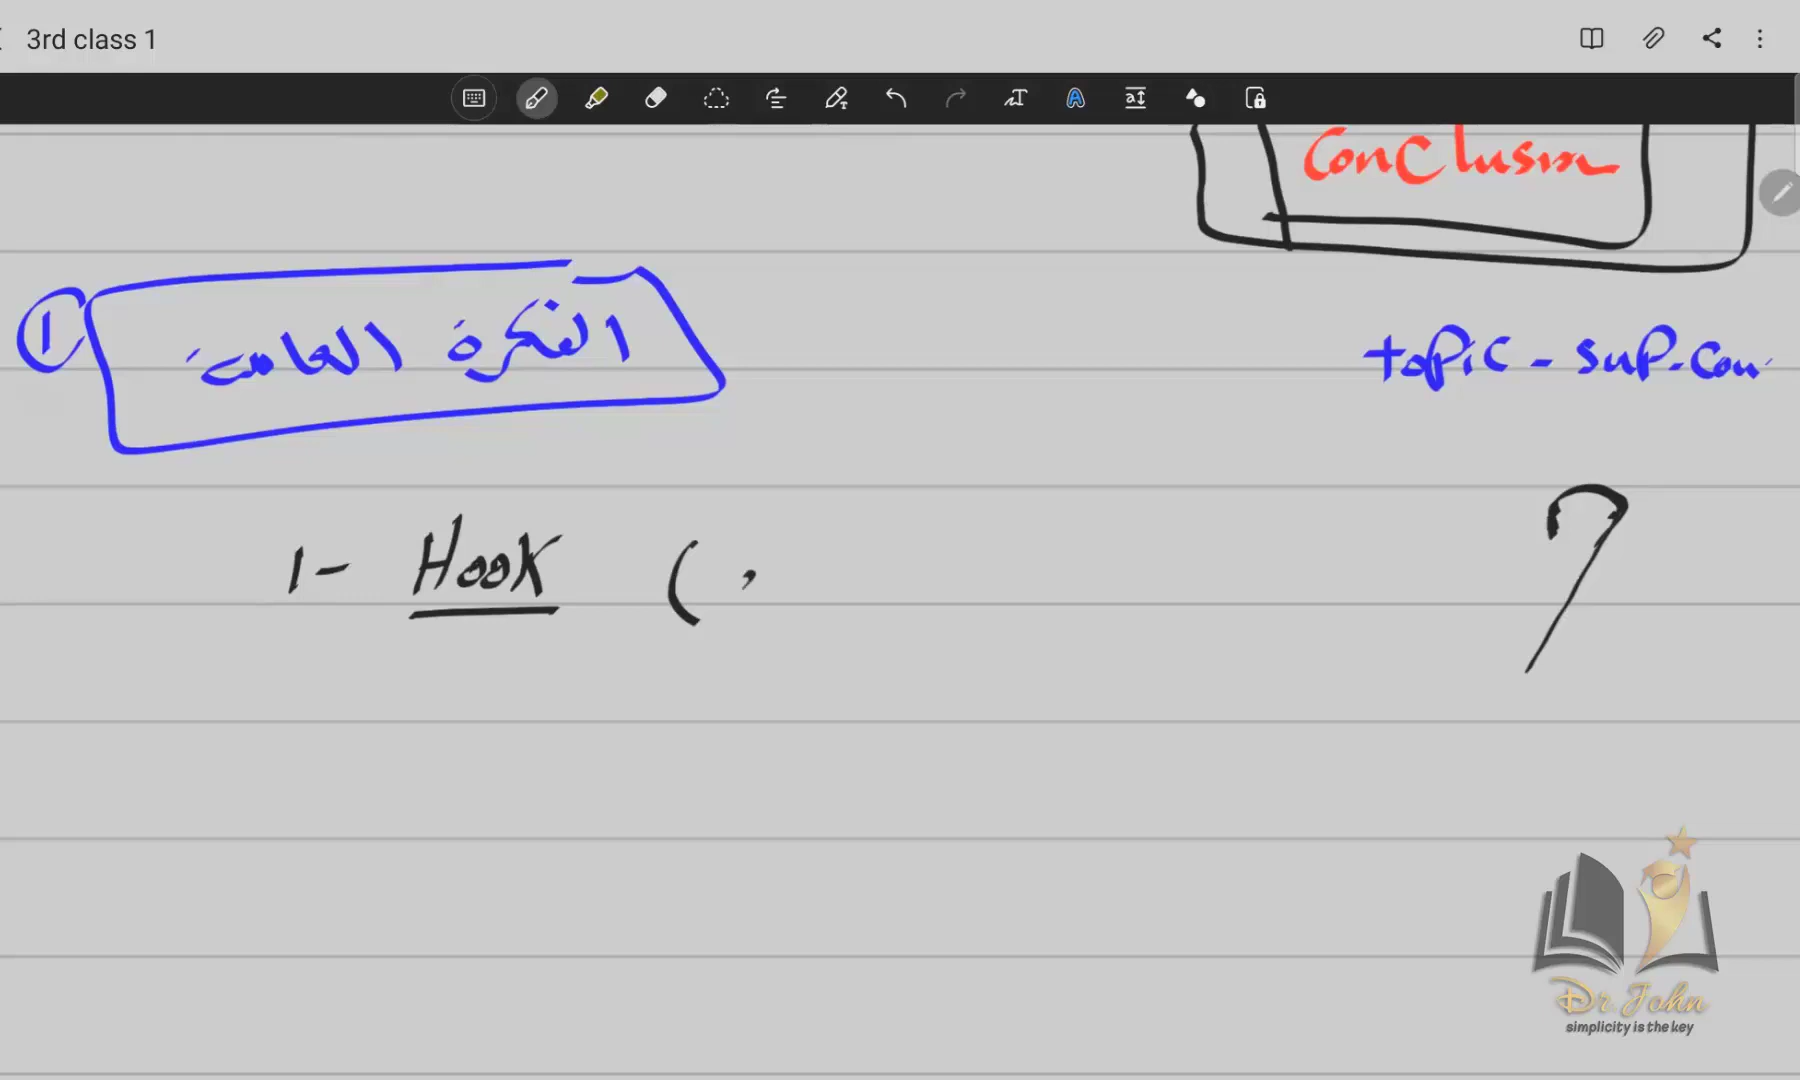 3rd class 1
Conclusion
① الفكرة العامة
topic - sup. Con
1- Hook (
Dr John
simplicity is the key